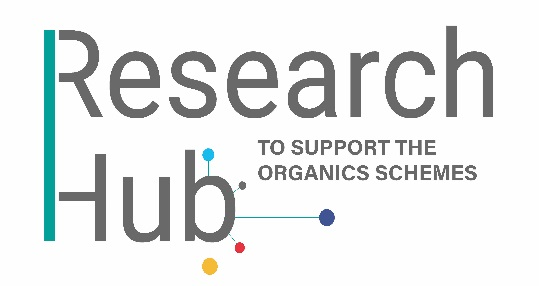 Research
Hub
TO SUPPORT THE
ORGANICS SCHEMES